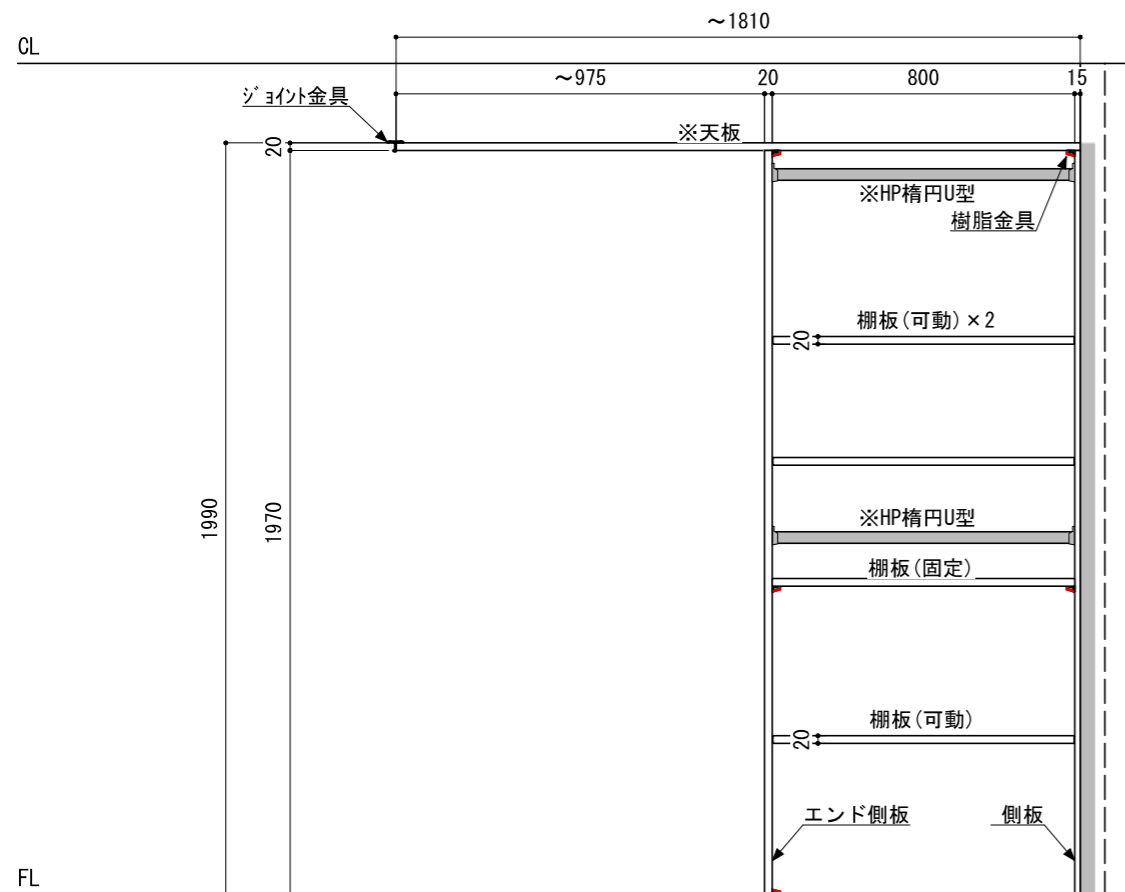 ～1810
CL
～975
20
800
15
ｼﾞｮｲﾝﾄ金具
※天板
20
※HP楕円U型
樹脂金具
棚板(可動)×2
20
※HP楕円U型
1990
1970
棚板(固定)
棚板(可動)
20
エンド側板
側板
FL